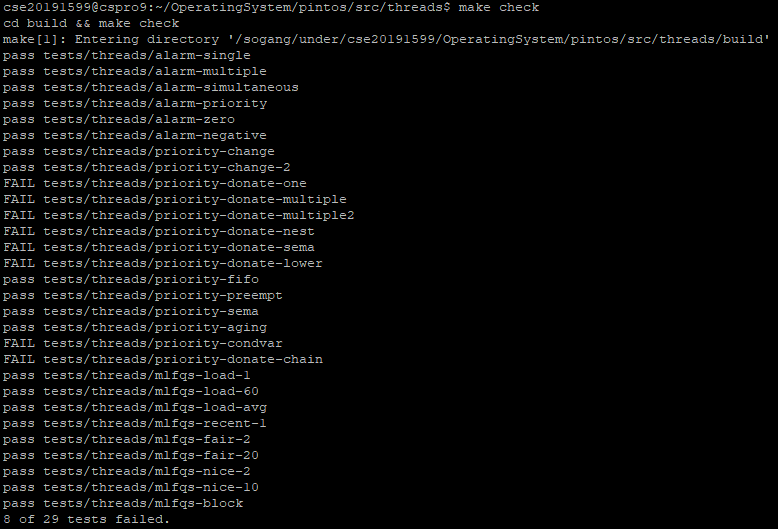 cse20191599@cspro9:~/OperatingSystem/pintos/src/threads$ make check
cd build && make check
make[1]: Entering directory '/sogang/under/cse20191599/OperatingSystem/pintos/src/threads/build'
pass tests/threads/alarm-single
pass tests/threads/alarm-multiple
pass tests/threads/alarm-simultaneous
pass tests/threads/alarm-priority
pass tests/threads/alarm-zero
pass tests/threads/alarm-negative
pass tests/threads/priority-change
pass tests/threads/priority-change-2
FAIL tests/threads/priority-donate-one
FAIL tests/threads/priority-donate-multiple
FAIL tests/threads/priority-donate-multiple2
FAIL tests/threads/priority-donate-nest
FAIL tests/threads/priority-donate-sema
FAIL tests/threads/priority-donate-lower
pass tests/threads/priority-fifo
pass tests/threads/priority-preempt
pass tests/threads/priority-sema
pass tests/threads/priority-aging
FAIL tests/threads/priority-condvar
FAIL tests/threads/priority-donate-chain
pass tests/threads/mlfqs-load-1
pass tests/threads/mlfqs-load-60
pass tests/threads/mlfqs-load-avg
pass tests/threads/mlfqs-recent-1
pass tests/threads/mlfqs-fair-2
pass tests/threads/mlfqs-fair-20
pass tests/threads/mlfqs-nice-2
pass tests/threads/mlfqs-nice-10
pass tests/threads/mlfqs-block
8 of 29 tests failed.